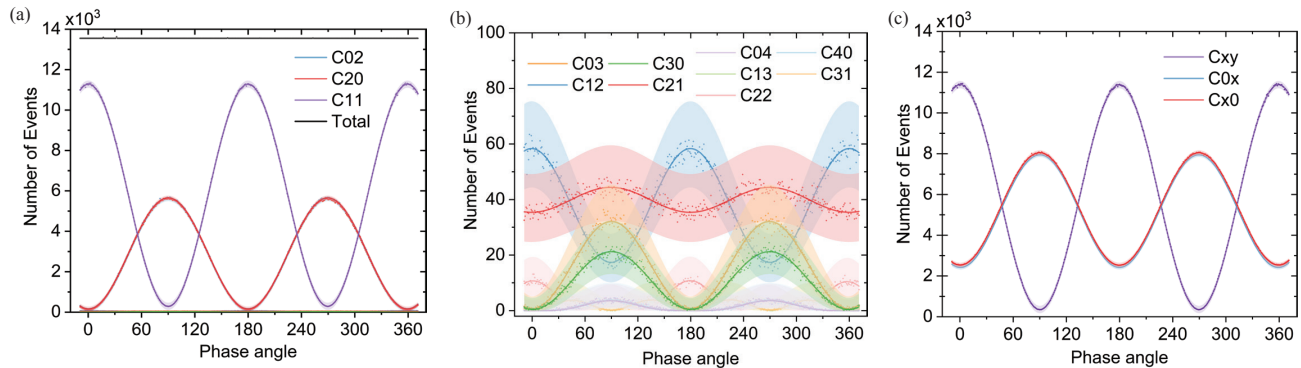 (a)
×10³
14
12
10
8
6
4
2
0
Number of Events
C02
C20
C11
Total
0 60 120 180 240 300 360
Phase angle
(b)
100
80
60
40
20
0
Number of Events
C03 C30
C12 C21
C04 C40
C13 C31
C22
0 60 120 180 240 300 360
Phase angle
(c)
×10³
14
12
10
8
6
4
2
0
Number of Events
Cxy
C0x
Cx0
0 60 120 180 240 300 360
Phase angle